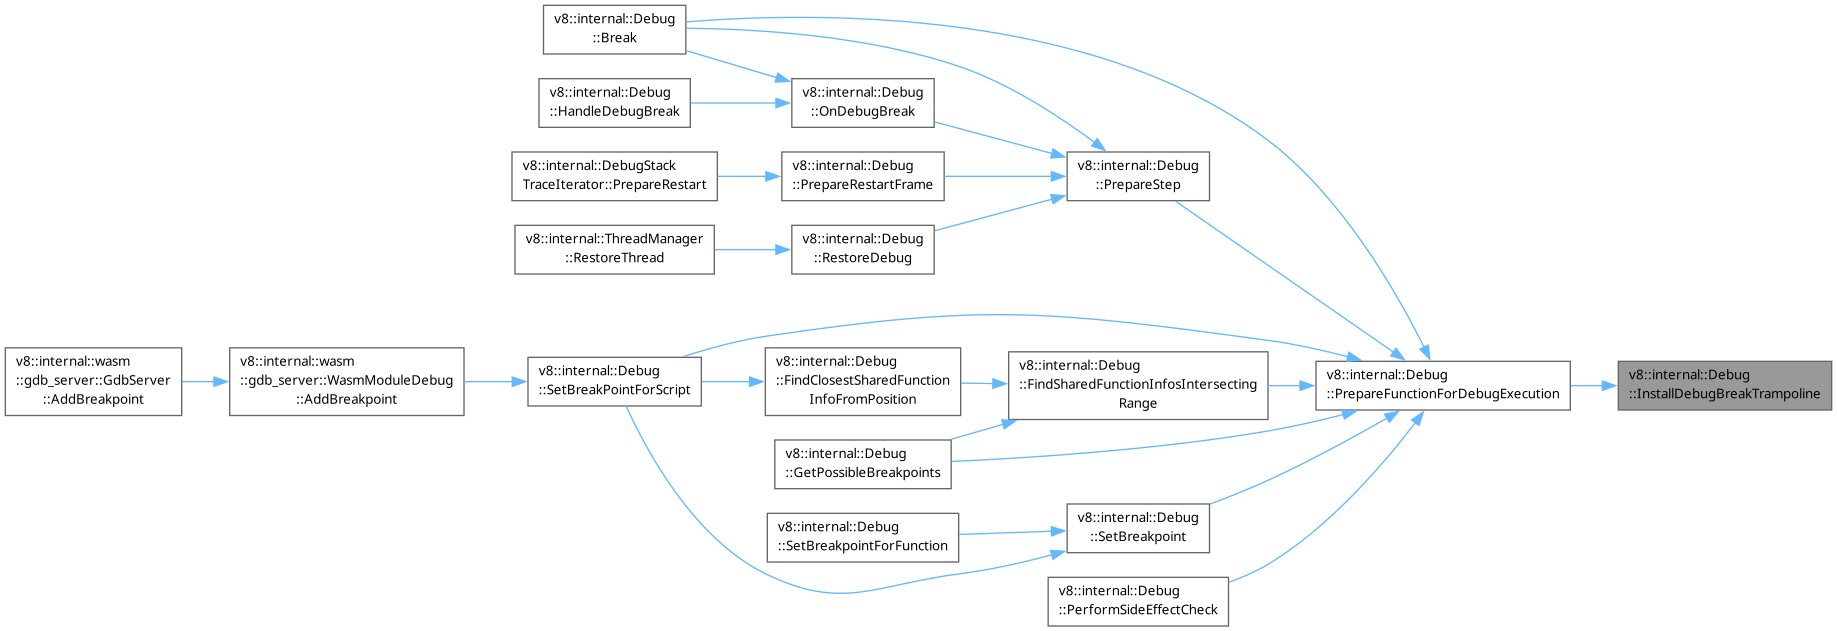 v8::internal::Debug
::Break
v8::internal::Debug
::HandleDebugBreak
v8::internal::Debug
::OnDebugBreak
v8::internal::DebugStack
TraceIterator::PrepareRestart
v8::internal::Debug
::PrepareRestartFrame
v8::internal::Debug
::PrepareStep
v8::internal::ThreadManager
::RestoreThread
v8::internal::Debug
::RestoreDebug
v8::internal::wasm
::gdb_server::GdbServer
::AddBreakpoint
v8::internal::wasm
::gdb_server::WasmModuleDebug
::AddBreakpoint
v8::internal::Debug
::SetBreakPointForScript
v8::internal::Debug
::FindClosestSharedFunction
InfoFromPosition
v8::internal::Debug
::FindSharedFunctionInfosIntersecting
Range
v8::internal::Debug
::PrepareFunctionForDebugExecution
v8::internal::Debug
::InstallDebugBreakTrampoline
v8::internal::Debug
::GetPossibleBreakpoints
v8::internal::Debug
::SetBreakpointForFunction
v8::internal::Debug
::SetBreakpoint
v8::internal::Debug
::PerformSideEffectCheck